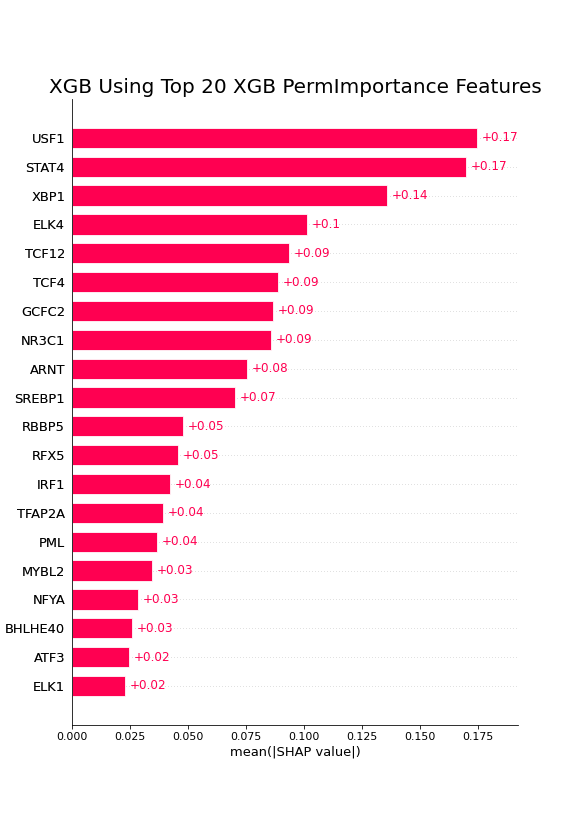 XGB Using Top 20 XGB PermImportance Features
USF1 +0.17
STAT4 +0.17
XBP1 +0.14
ELK4 +0.1
TCF12 +0.09
TCF4 +0.09
GCFC2 +0.09
NR3C1 +0.09
ARNT +0.08
SREBP1 +0.07
RBBP5 +0.05
RFX5 +0.05
IRF1 +0.04
TFAP2A +0.04
PML +0.04
MYBL2 +0.03
NFYA +0.03
BHLHE40 +0.03
ATF3 +0.02
ELK1 +0.02
0.000 0.025 0.050 0.075 0.100 0.125 0.150 0.175
mean(|SHAP value|)